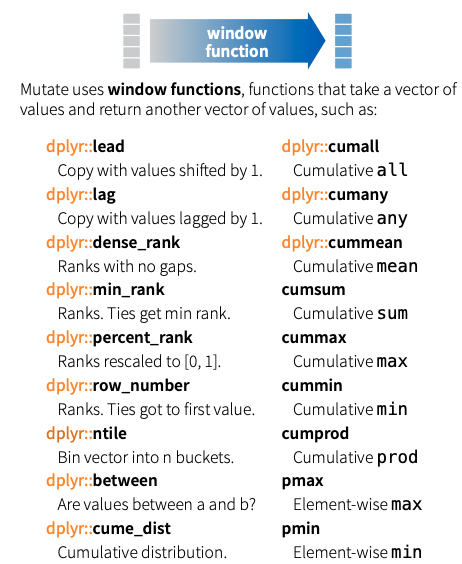 window
function
Mutate uses window functions, functions that take a vector of
values and return another vector of values, such as:
dplyr::lead
Copy with values shifted by 1.
dplyr::lag
Copy with values lagged by 1.
dplyr::dense_rank
Ranks with no gaps.
dplyr::min_rank
Ranks. Ties get min rank.
dplyr::percent_rank
Ranks rescaled to [0, 1].
dplyr::row_number
Ranks. Ties got to first value.
dplyr::ntile
Bin vector into n buckets.
dplyr::between
Are values between a and b?
dplyr::cume_dist
Cumulative distribution.
dplyr::cumall
Cumulative all
dplyr::cumany
Cumulative any
dplyr::cummean
Cumulative mean
cumsum
Cumulative sum
cummax
Cumulative max
cummin
Cumulative min
cumprod
Cumulative prod
pmax
Element-wise max
pmin
Element-wise min